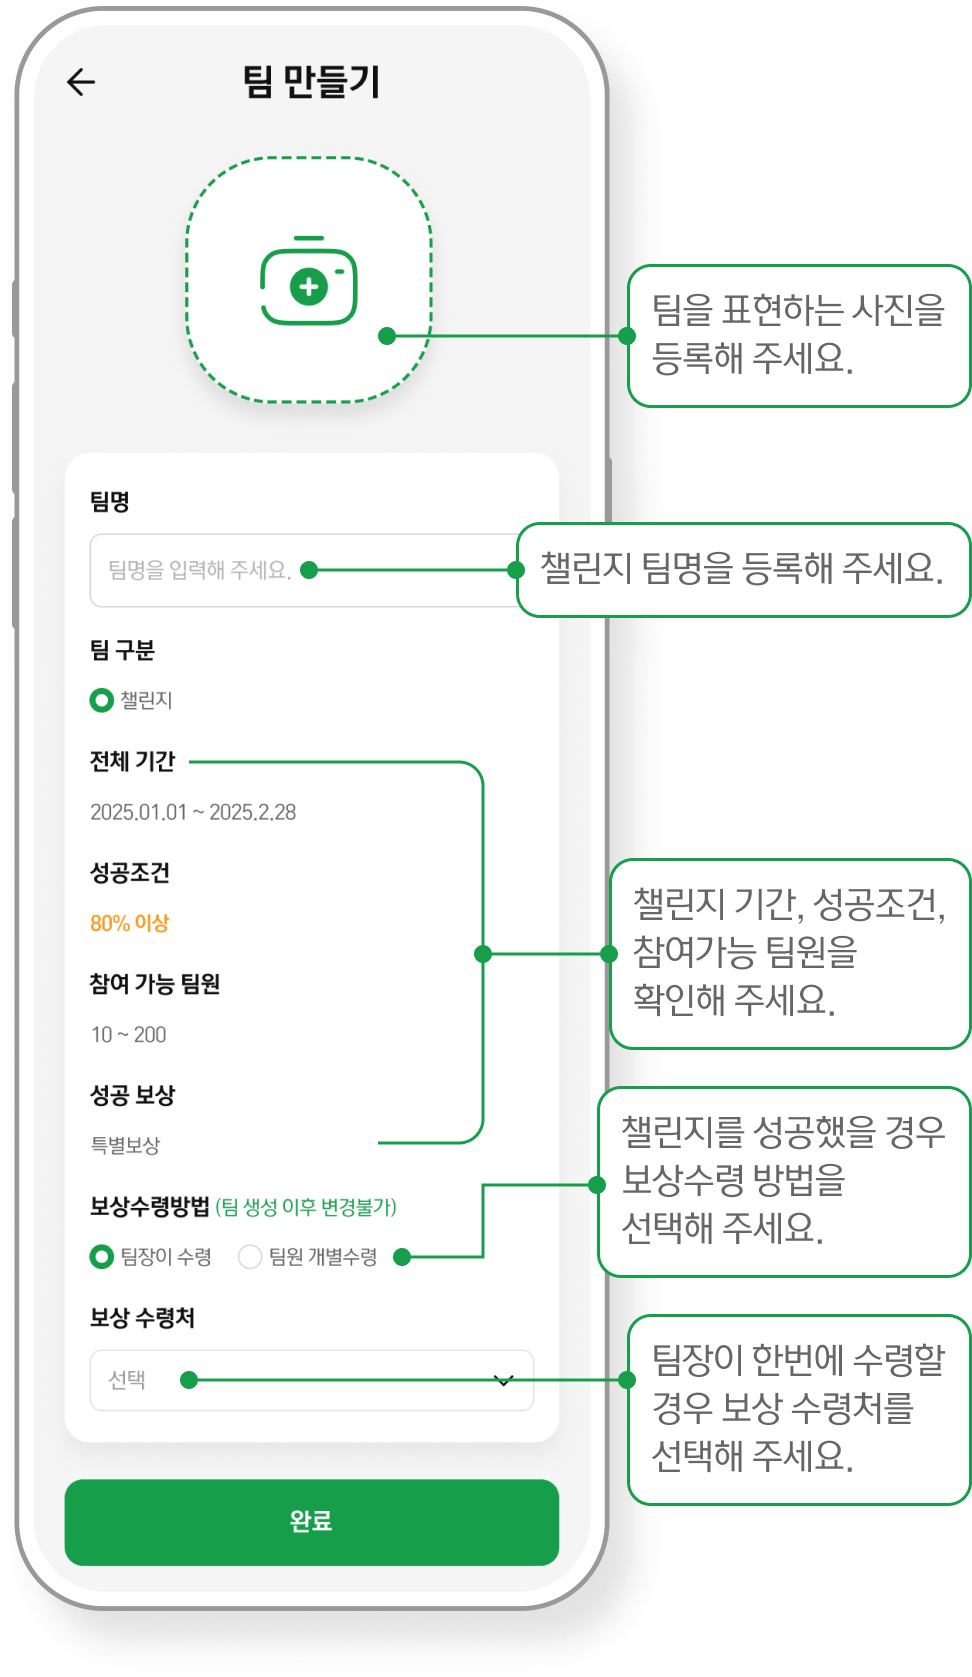 팀 만들기
팀을 표현하는 사진을
등록해 주세요.
팀명
팀명을 입력해 주세요.
챌린지 팀명을 등록해 주세요.
팀 구분
챌린지
전체 기간
2025.01.01 ~ 2025.2.28
성공조건
80% 이상
챌린지 기간, 성공조건,
참여가능 팀원을
확인해 주세요.
참여 가능 팀원
10 ~ 200
성공 보상
특별보상
챌린지를 성공했을 경우
보상수령 방법을
선택해 주세요.
보상수령방법 (팀 생성 이후 변경불가)
팀장이 수령 팀원 개별수령
보상 수령처
선택
팀장이 한번에 수령할
경우 보상 수령처를
선택해 주세요.
완료